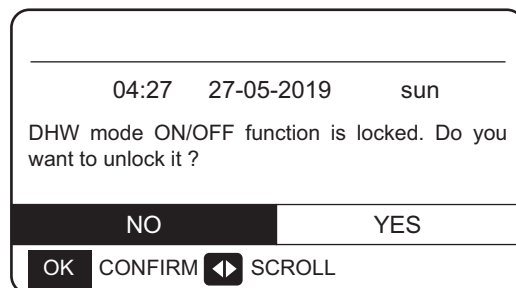 04:27 27-05-2019 sun
DHW mode ON/OFF function is locked. Do you
want to unlock it ?
NO YES
OK CONFIRM SCROLL